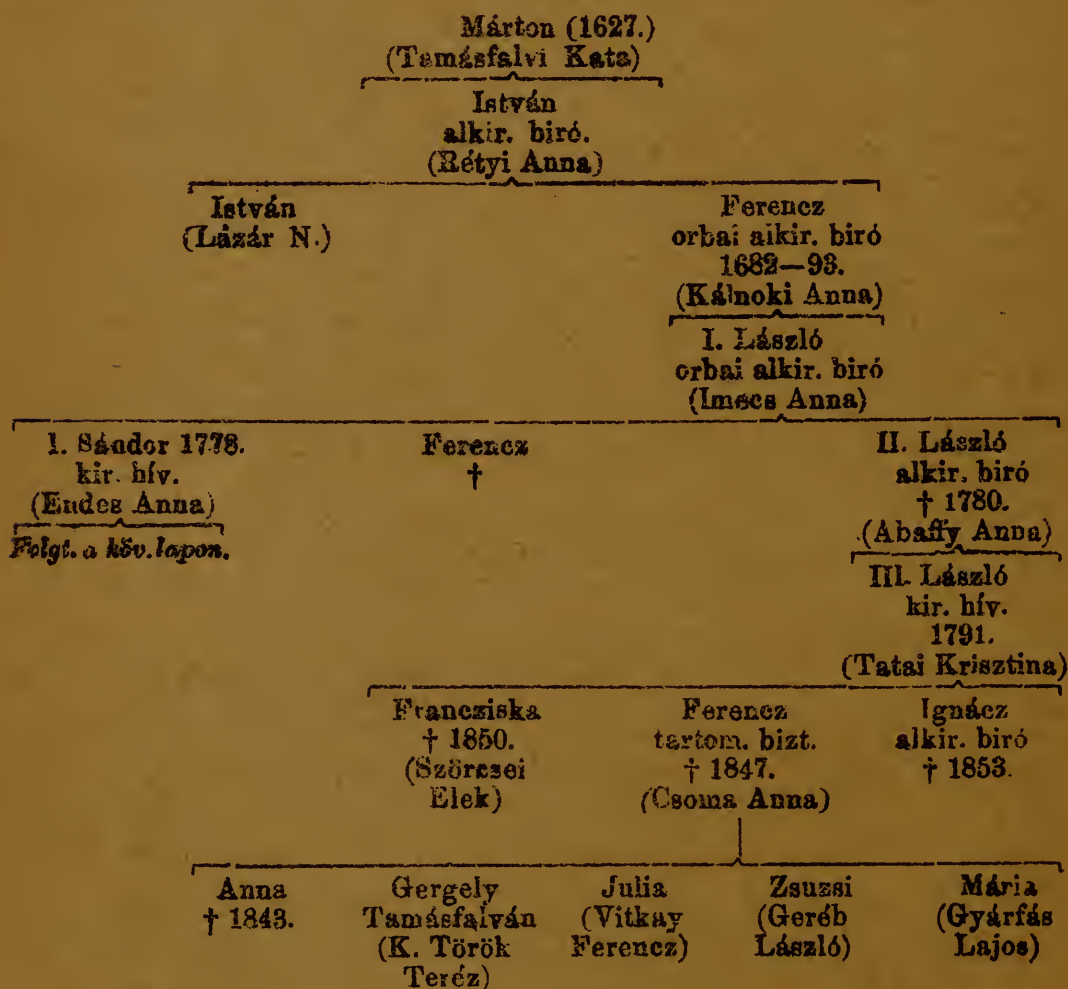 Márton (1627.)
(Tamásfalvi Kata)
István
alkir. biró.
(Rétyi Anna)
István
(Lázár N.)
Ferencz
orbai alkir. biró
1682—93.
(Kálnoki Anna)
I. László
orbai alkir. biró
(Imecs Anna)
I. Sándor 1778.
kir. hív.
(Endes Anna)
Folyt. a köv. lapon.
Ferencz
†
II. László
alkir. biró
† 1780.
(Abaffy Anna)
III. László
kir. hív.
1791.
(Tatai Krisztina)
Francziska
† 1850.
(Szörcsei
Elek)
Ferencz
tartom. bizt.
† 1847.
(Csoma Anna)
Ignácz
alkir. biró
† 1853.
Anna
† 1843.
Gergely
Tamásfalván
(K. Török
Teréz)
Julia
(Vitkay
Ferencz)
Zsuzsi
(Geréb
László)
Mária
(Gyárfás
Lajos)